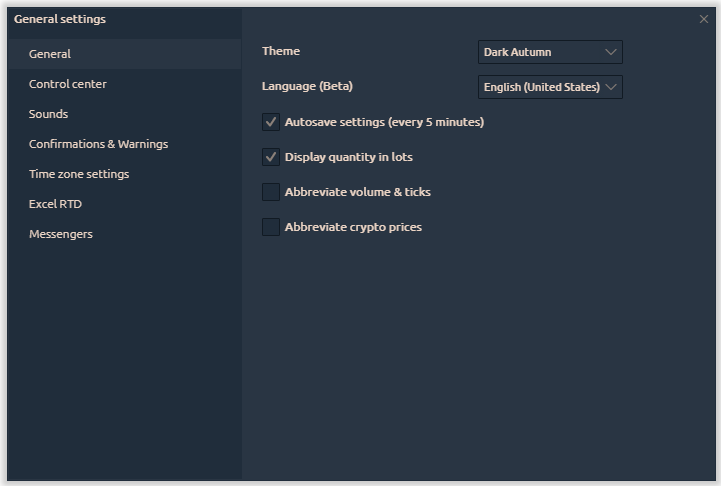 General settings
General
Control center
Sounds
Confirmations & Warnings
Time zone settings
Excel RTD
Messengers
Theme
Dark Autumn
Language (Beta)
English (United States)
Autosave settings (every 5 minutes)
Display quantity in lots
Abbreviate volume & ticks
Abbreviate crypto prices